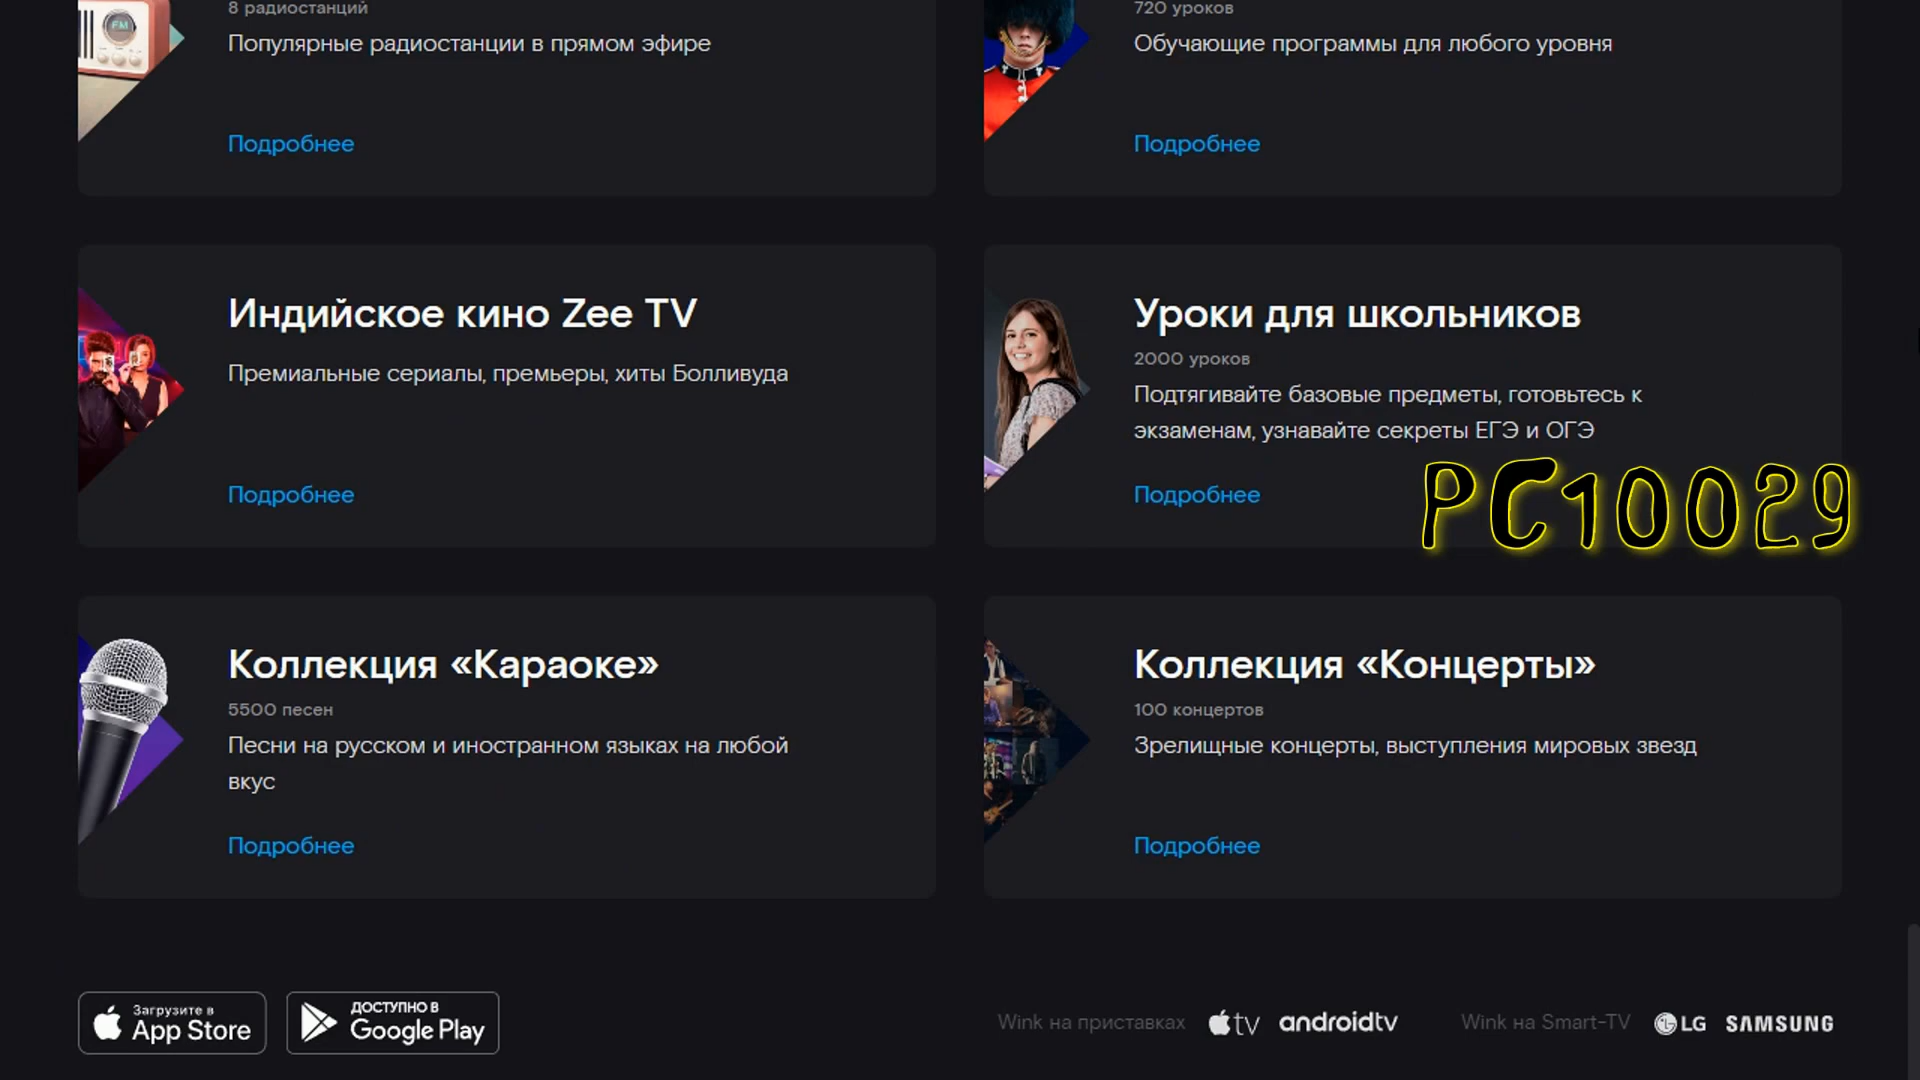 8 радиостанций
Популярные радиостанции в прямом эфире
Подробнее
720 уроков
Обучающие программы для любого уровня
Подробнее
Индийское кино Zee TV
Премиальные сериалы, премьеры, хиты Болливуда
Подробнее
Уроки для школьников
2000 уроков
Подтягивайте базовые предметы, готовьтесь к
экзаменам, узнавайте секреты ЕГЭ и ОГЭ
Подробнее
PC10029
Коллекция «Караоке»
5500 песен
Песни на русском и иностранном языках на любой
вкус
Подробнее
Коллекция «Концерты»
100 концертов
Зрелищные концерты, выступления мировых звезд
Подробнее
Загрузите в
App Store
ДОСТУПНО В
Google Play
Wink на приставках tv androidtv Wink на Smart-TV LG SAMSUNG
FM